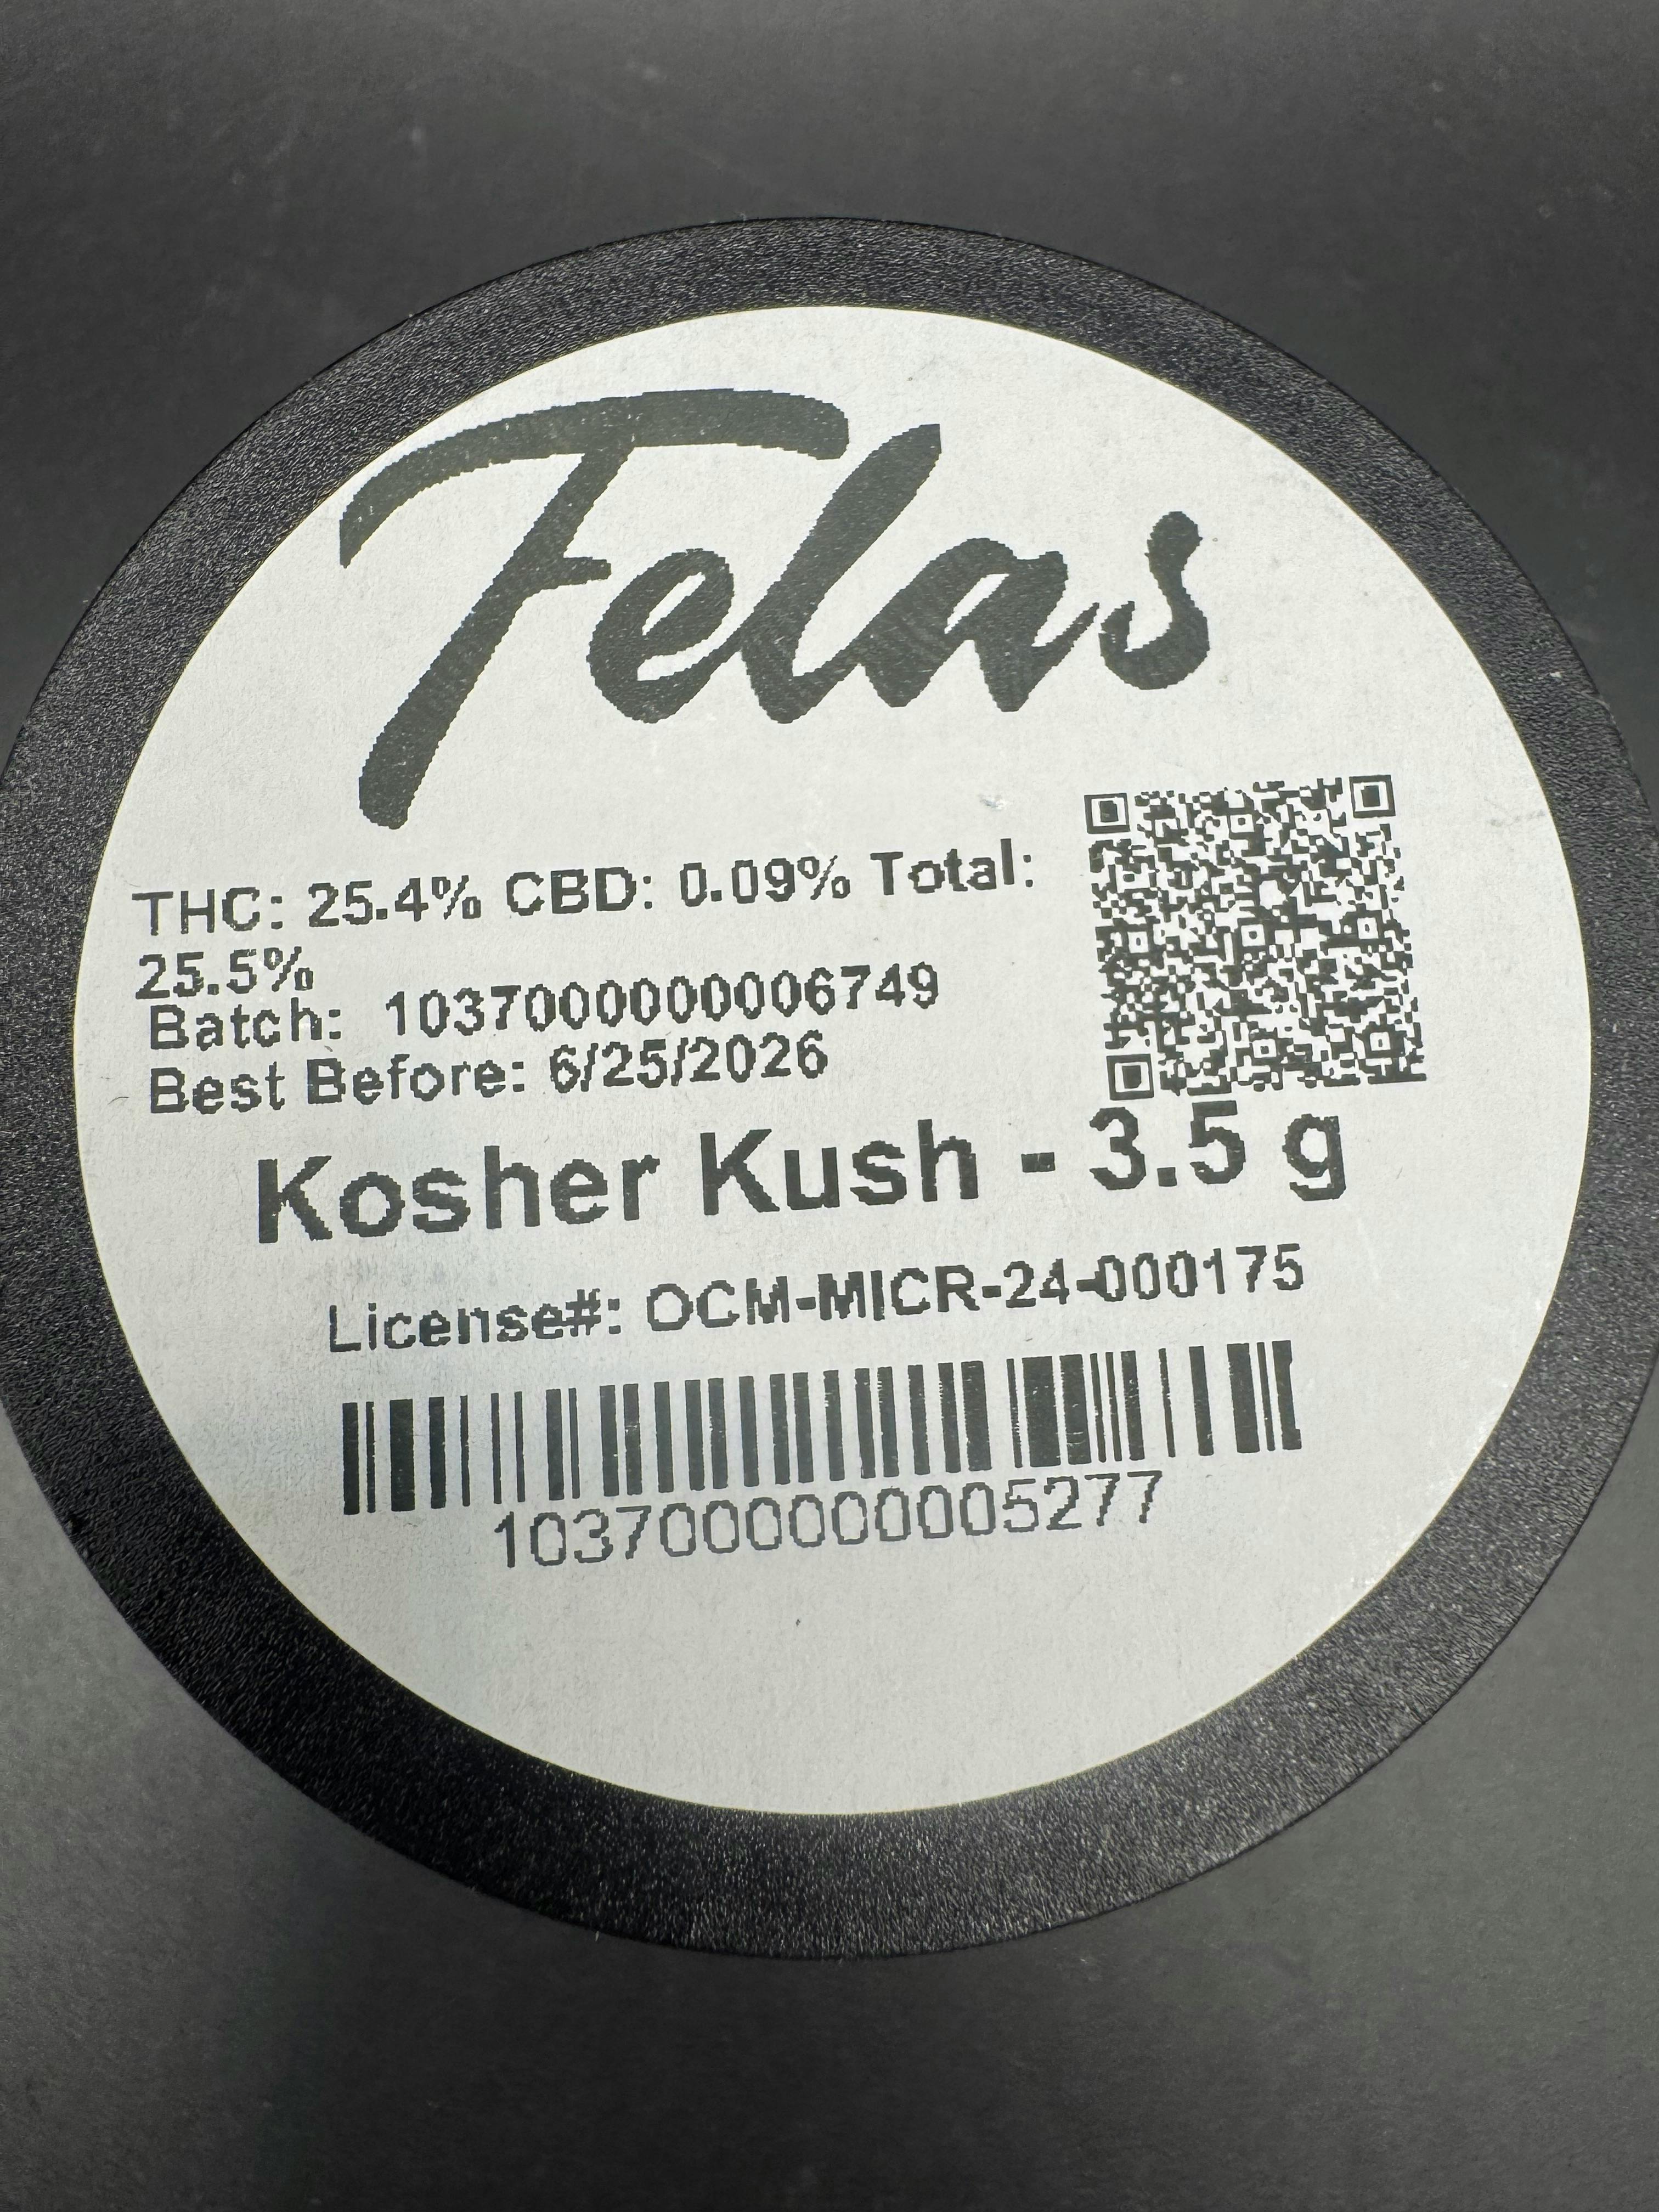 Felas
THC: 25.4% CBD: 0.09% Total:
25.5%
Batch: 1037000000006749
Best Before: 6/25/2026
Kosher Kush - 3.5 g
License#: OCM-MICR-24-000175
1037000000005277